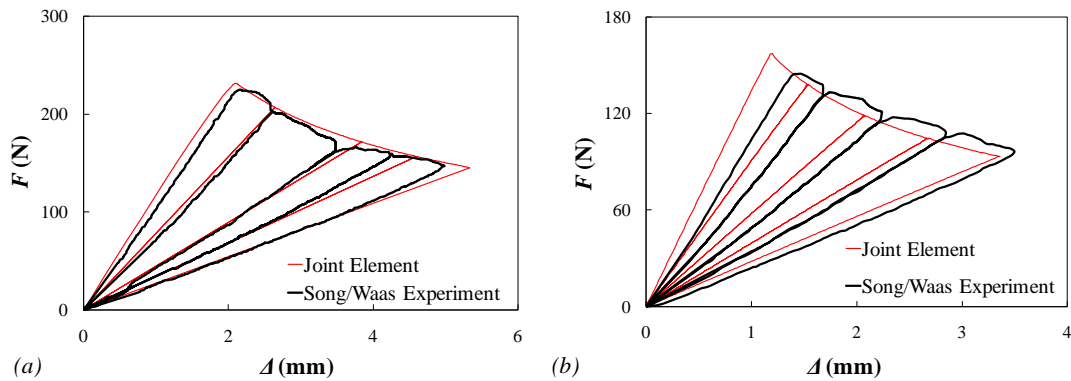 300
200
100
0
F (N)
Joint Element
Song/Waas Experiment
0 2 4 6
(a) Δ (mm)
180
120
60
0
F (N)
Joint Element
Song/Waas Experiment
0 1 2 3 4
(b) Δ (mm)